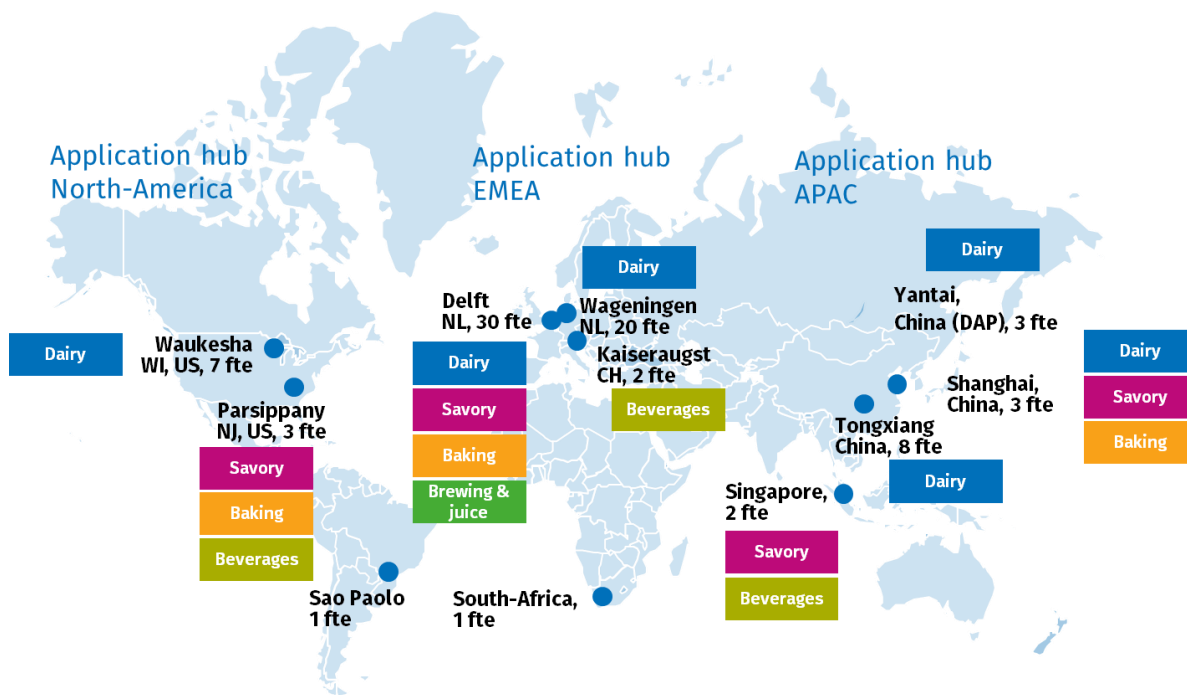 Application hub
North-America
Application hub
EMEA
Application hub
APAC
Dairy
Waukesha
WI, US, 7 fte
Parsippany
NJ, US, 3 fte
Savory
Baking
Beverages
Sao Paolo
1 fte
Delft
NL, 30 fte
Dairy
Savory
Baking
Brewing &
juice
Dairy
Wageningen
NL, 20 fte
Kaiseraugst
CH, 2 fte
Beverages
South-Africa,
1 fte
Dairy
Yantai,
China (DAP), 3 fte
Shanghai,
China, 3 fte
Dairy
Savory
Baking
Tongxiang
China, 8 fte
Dairy
Singapore,
2 fte
Savory
Beverages